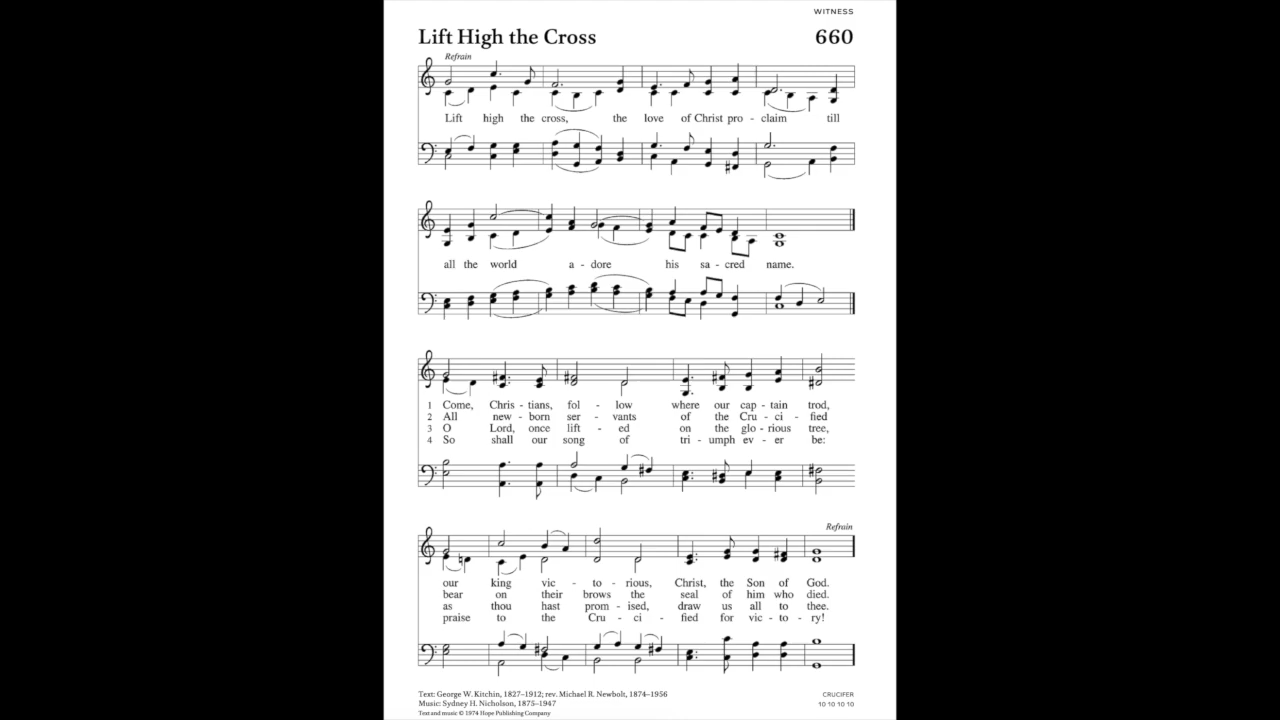 WITNESS
Lift High the Cross 660
Refrain
Lift high the cross, the love of Christ pro - claim till
all the world a - dore his sa - cred name.
1 Come, Chris - tians, fol - low where our cap - tain trod,
2 All new - born ser - vants of the Cru - ci - fied
3 O Lord, once lift - ed on the glo - rious tree,
4 So shall our song of tri - umph ev - er be:
Refrain
our king vic - to - rious, Christ, the Son of God.
bear on their brows the seal of him who died.
as thou hast prom - ised, draw us all to thee.
praise to the Cru - ci - fied for vic - to - ry!
Text: George W. Kitchin, 1827–1912; rev. Michael R. Newbolt, 1874–1956 CRUCIFER
Music: Sydney H. Nicholson, 1875–1947 10 10 10 10
Text and music © 1974 Hope Publishing Company